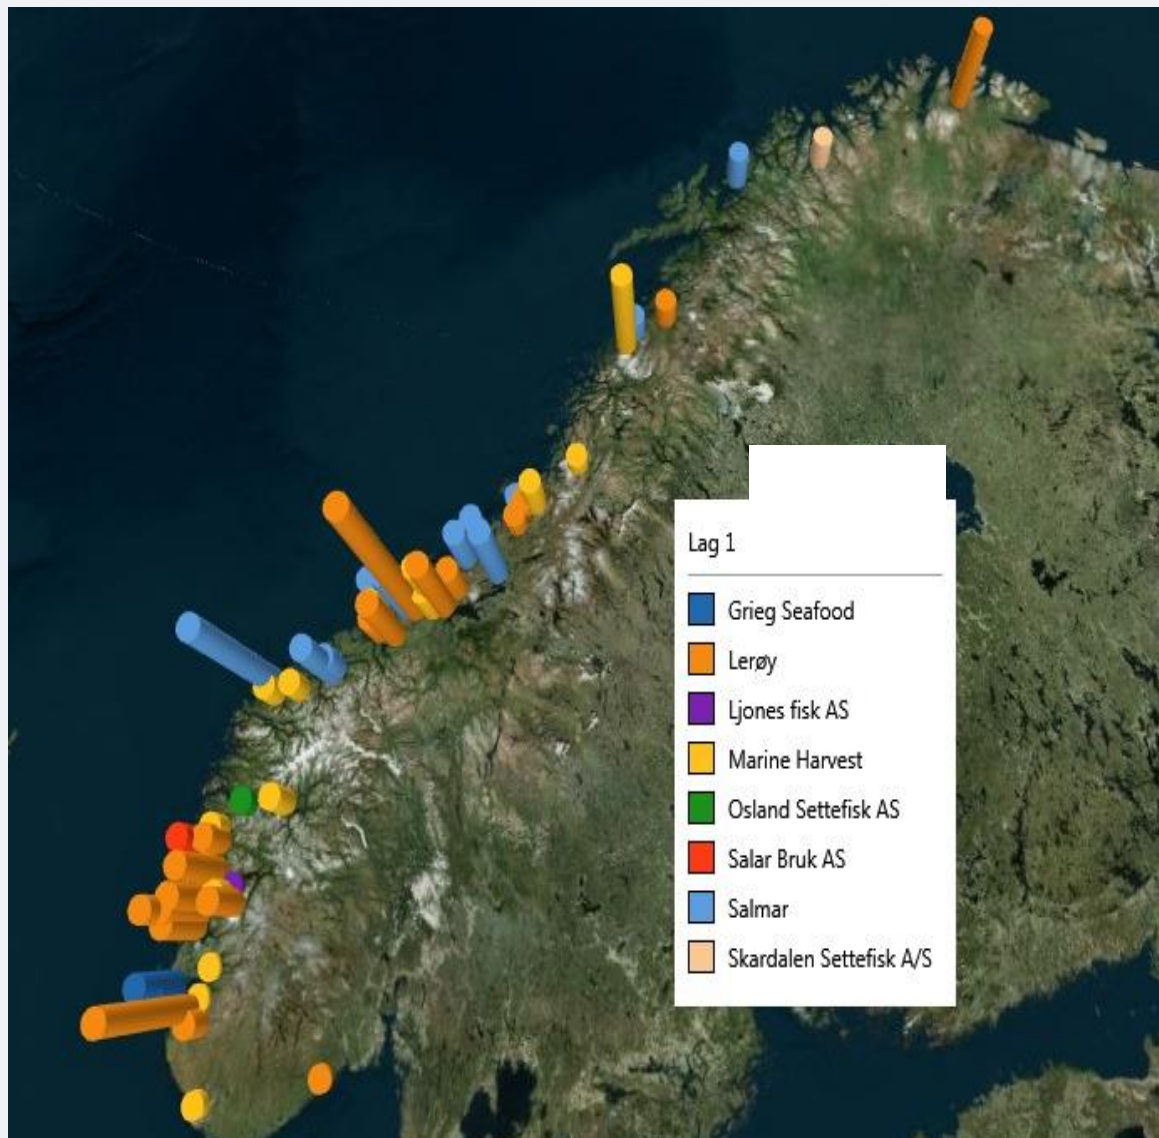 Lag 1
Grieg Seafood
Lerøy
Ljones fisk AS
Marine Harvest
Osland Settefisk AS
Salar Bruk AS
Salmar
Skardalen Settefisk A/S